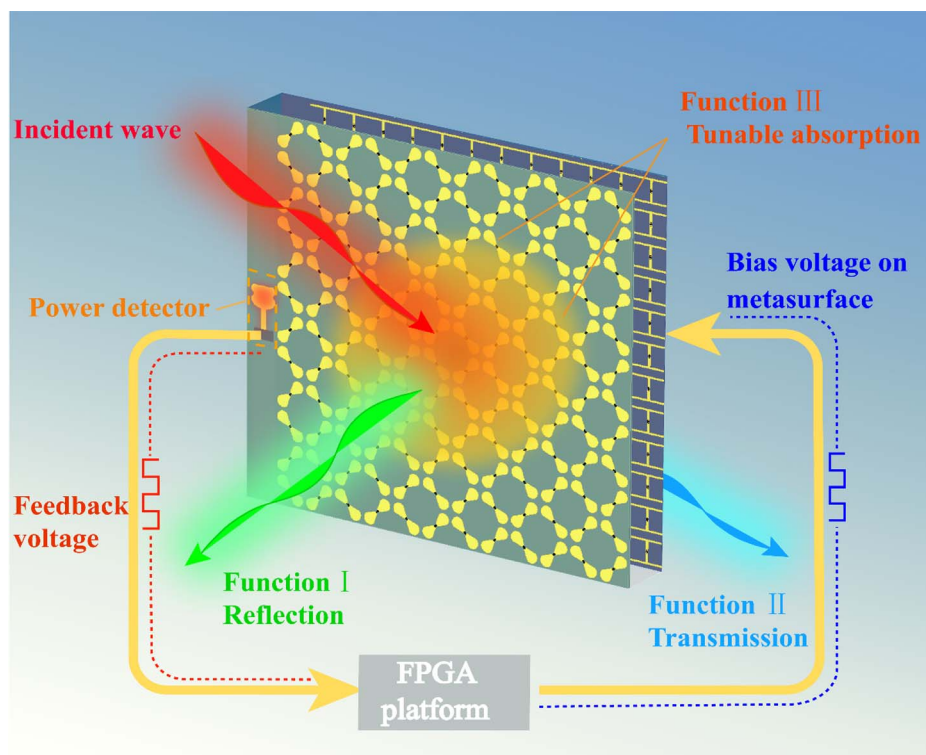 Function Ⅲ
Tunable absorption
Incident wave
Bias voltage on
metasurface
Power detector
Feedback
voltage
Function Ⅰ
Reflection
Function Ⅱ
Transmission
FPGA
platform